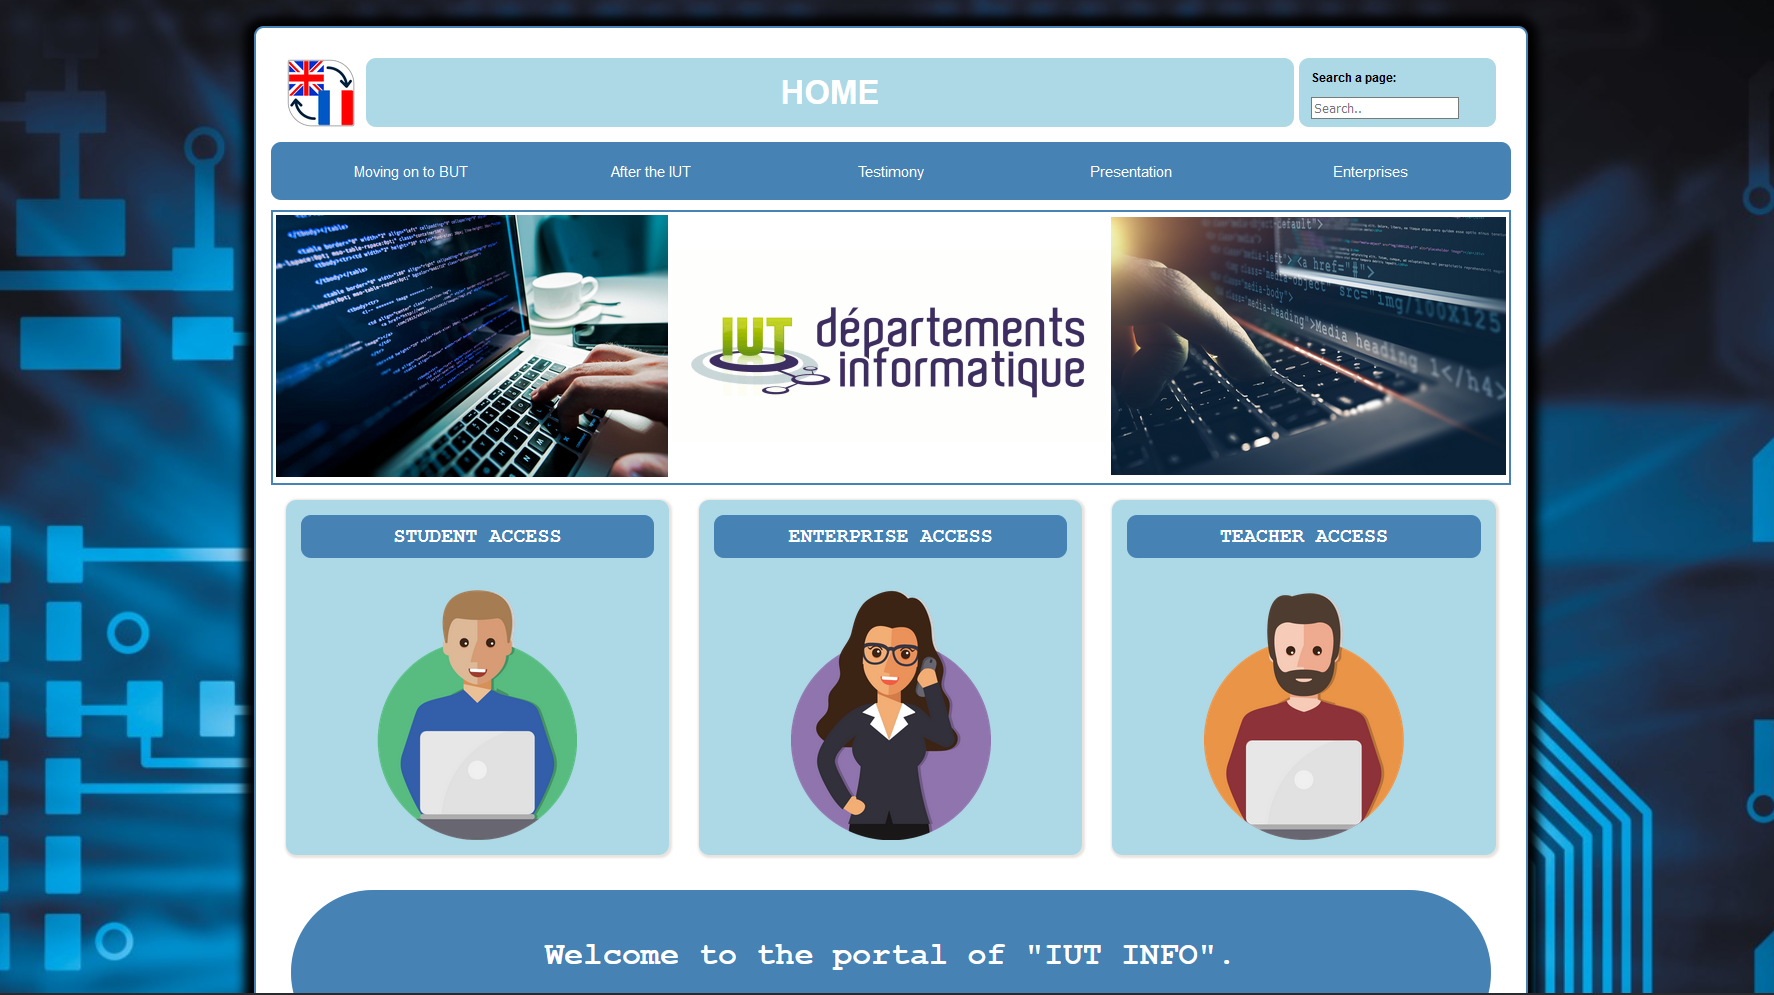 HOME
Search a page:
Search..
Moving on to BUT
After the IUT
Testimony
Presentation
Enterprises
IUT départements
informatique
STUDENT ACCESS
ENTERPRISE ACCESS
TEACHER ACCESS
Welcome to the portal of "IUT INFO".